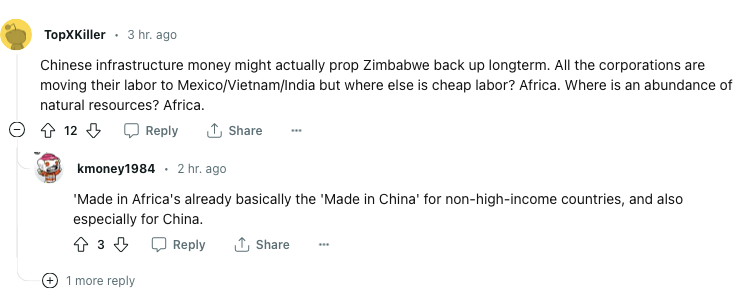 TopXKiller · 3 hr. ago
Chinese infrastructure money might actually prop Zimbabwe back up longterm. All the corporations are
moving their labor to Mexico/Vietnam/India but where else is cheap labor? Africa. Where is an abundance of
natural resources? Africa.
12 Reply Share ···
kmoney1984 · 2 hr. ago
'Made in Africa's already basically the 'Made in China' for non-high-income countries, and also
especially for China.
3 Reply Share ···
1 more reply